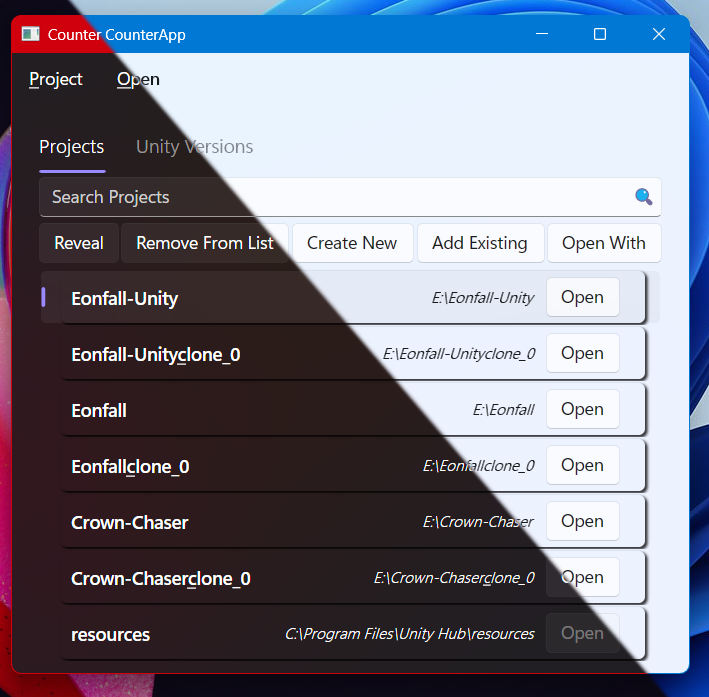 Counter CounterApp
Project Open
Projects Unity Versions
Search Projects
Reveal Remove From List Create New Add Existing Open With
Eonfall-Unity E:\Eonfall-Unity Open
Eonfall-Unityclone_0 E:\Eonfall-Unityclone_0 Open
Eonfall E:\Eonfall Open
Eonfallclone_0 E:\Eonfallclone_0 Open
Crown-Chaser E:\Crown-Chaser Open
Crown-Chaserclone_0 E:\Crown-Chaserclone_0 Open
resources C:\Program Files\Unity Hub\resources Open